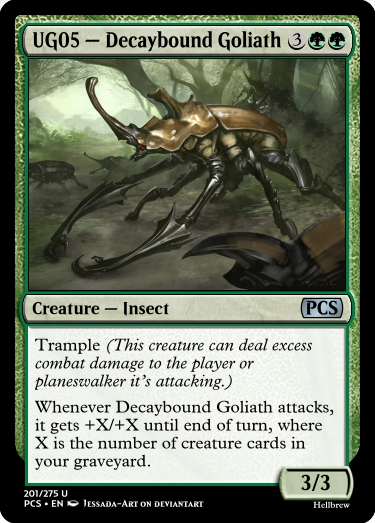 UG05 — Decaybound Goliath 3
Creature — Insect PCS
Trample (This creature can deal excess
combat damage to the player or
planeswalker it's attacking.)
Whenever Decaybound Goliath attacks,
it gets +X/+X until end of turn, where
X is the number of creature cards in
your graveyard.
3/3
201/275 U
PCS • EN Jessada-Art on deviantart
Hellbrew